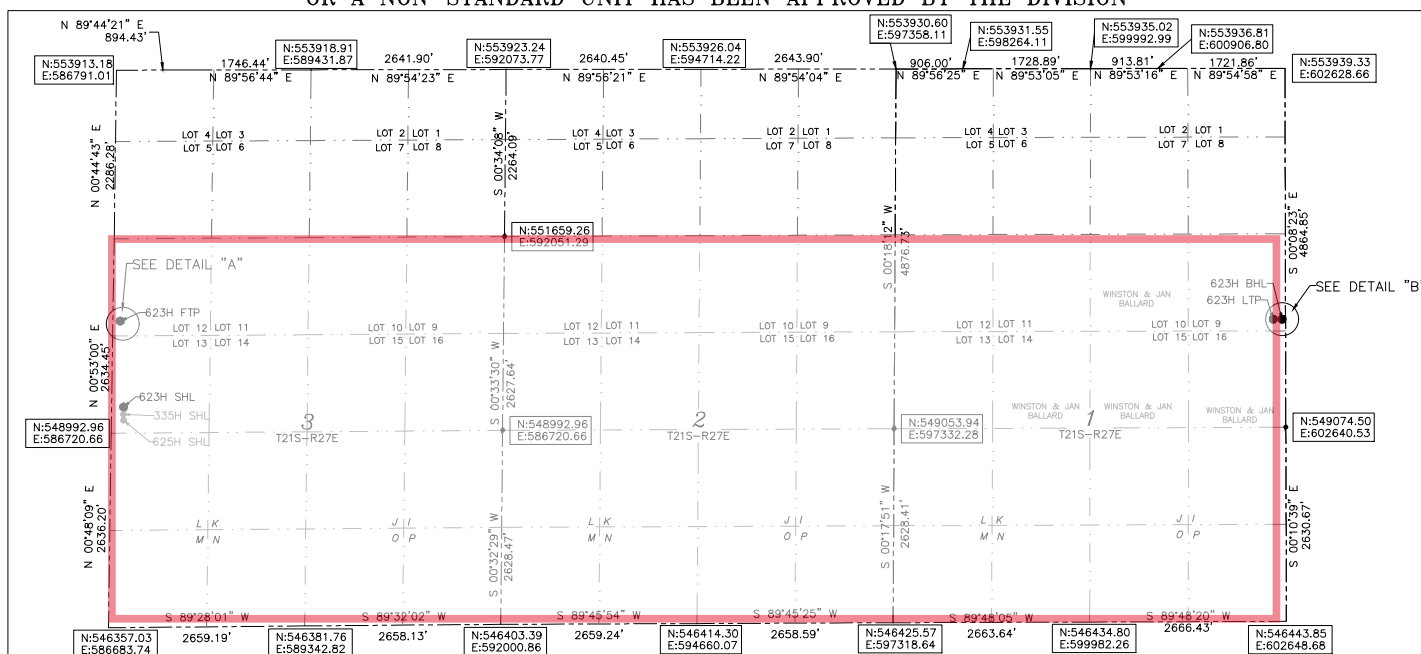 OR A NON-STANDARD UNIT HAS BEEN APPROVED BY THE DIVISION
N 89°44'21" E
894.43'
N:553913.18
E:586791.01
1746.44'
N 89°56'44" E
N:553918.91
E:589431.87
2641.90'
N 89°54'23" E
N:553923.24
E:592073.77
2640.45'
N 89°56'21" E
N:553926.04
E:594714.22
2643.90'
N 89°54'04" E
N:553930.60
E:597358.11
906.00'
N 89°56'25" E
N:553931.55
E:598264.11
1728.89'
N 89°53'05" E
N:553935.02
E:599992.99
913.81'
N 89°53'16" E
N:553936.81
E:600906.80
1721.86'
N 89°54'58" E
N:553939.33
E:602628.66
LOT 4 LOT 3
LOT 5 LOT 6
LOT 2 LOT 1
LOT 7 LOT 8
LOT 4 LOT 3
LOT 5 LOT 6
LOT 2 LOT 1
LOT 7 LOT 8
LOT 4 LOT 3
LOT 5 LOT 6
LOT 2 LOT 1
LOT 7 LOT 8
N 00°44'43" E
2286.28'
S 00°34'08" W
2264.09'
S 00°18'12" W
4876.73'
S 00°08'23" E
4864.85'
N:551659.26
E:592051.29
SEE DETAIL "A"
623H FTP
WINSTON & JAN
BALLARD
623H BHL
623H LTP
SEE DETAIL "B"
LOT 12 LOT 11
LOT 13 LOT 14
LOT 10 LOT 9
LOT 15 LOT 16
LOT 12 LOT 11
LOT 13 LOT 14
LOT 10 LOT 9
LOT 15 LOT 16
LOT 12 LOT 11
LOT 13 LOT 14
LOT 10 LOT 9
LOT 15 LOT 16
N 00°53'00" E
2634.45'
S 00°33'30" W
2627.64'
623H SHL
335H SHL
625H SHL
WINSTON & JAN
BALLARD
WINSTON & JAN
BALLARD
WINSTON & JAN
BALLARD
N:548992.96
E:586720.66
3
T21S-R27E
N:548992.96
E:586720.66
2
T21S-R27E
N:549053.94
E:597332.28
1
T21S-R27E
N:549074.50
E:602640.53
N 00°48'09" E
2636.20'
S 00°32'29" W
2628.47'
S 00°17'51" W
2628.41'
S 00°10'39" E
2630.67'
L K
M N
J I
O P
L K
M N
J I
O P
L K
M N
J I
O P
S 89°28'01" W
S 89°32'02" W
S 89°45'54" W
S 89°45'25" W
S 89°48'05" W
S 89°48'20" W
N:546357.03
E:586683.74
2659.19'
N:546381.76
E:589342.82
2658.13'
N:546403.39
E:592000.86
2659.24'
N:546414.30
E:594660.07
2658.59'
N:546425.57
E:597318.64
2663.64'
N:546434.80
E:599982.26
2666.43'
N:546443.85
E:602648.68